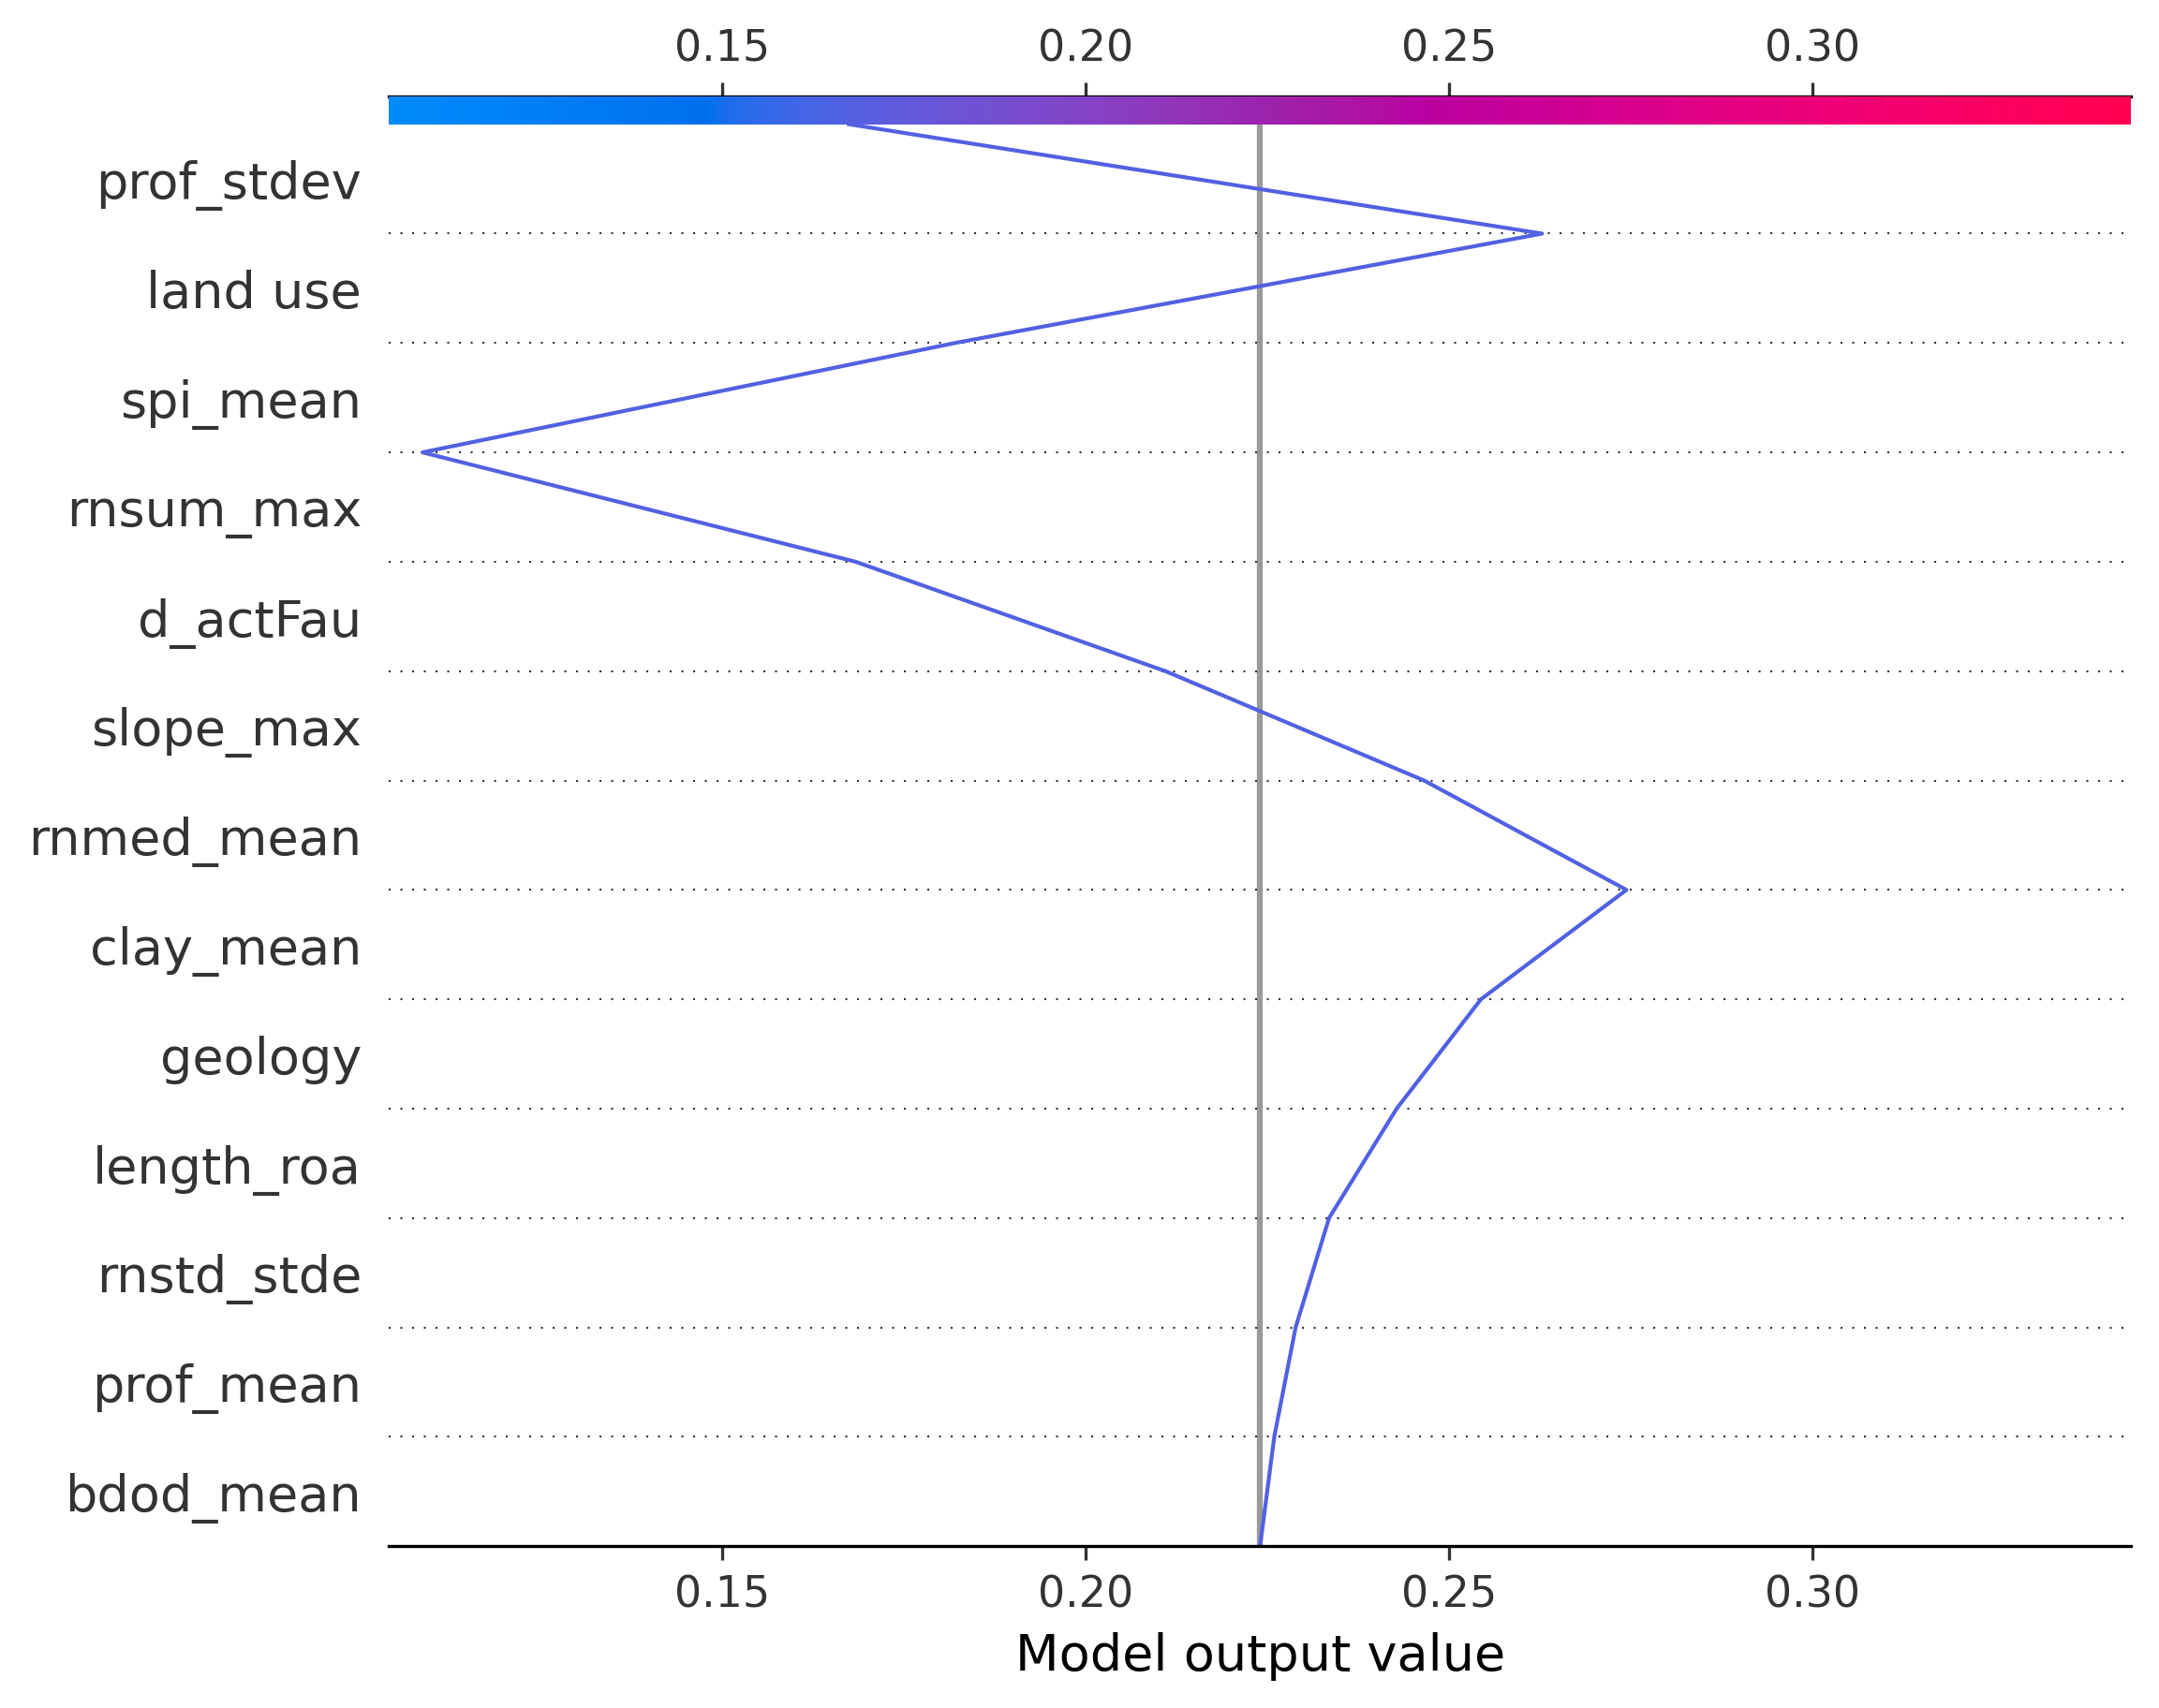 0.15 0.20 0.25 0.30
prof_stdev
land use
spi_mean
rnsum_max
d_actFau
slope_max
rnmed_mean
clay_mean
geology
length_roa
rnstd_stde
prof_mean
bdod_mean
0.15 0.20 0.25 0.30
Model output value